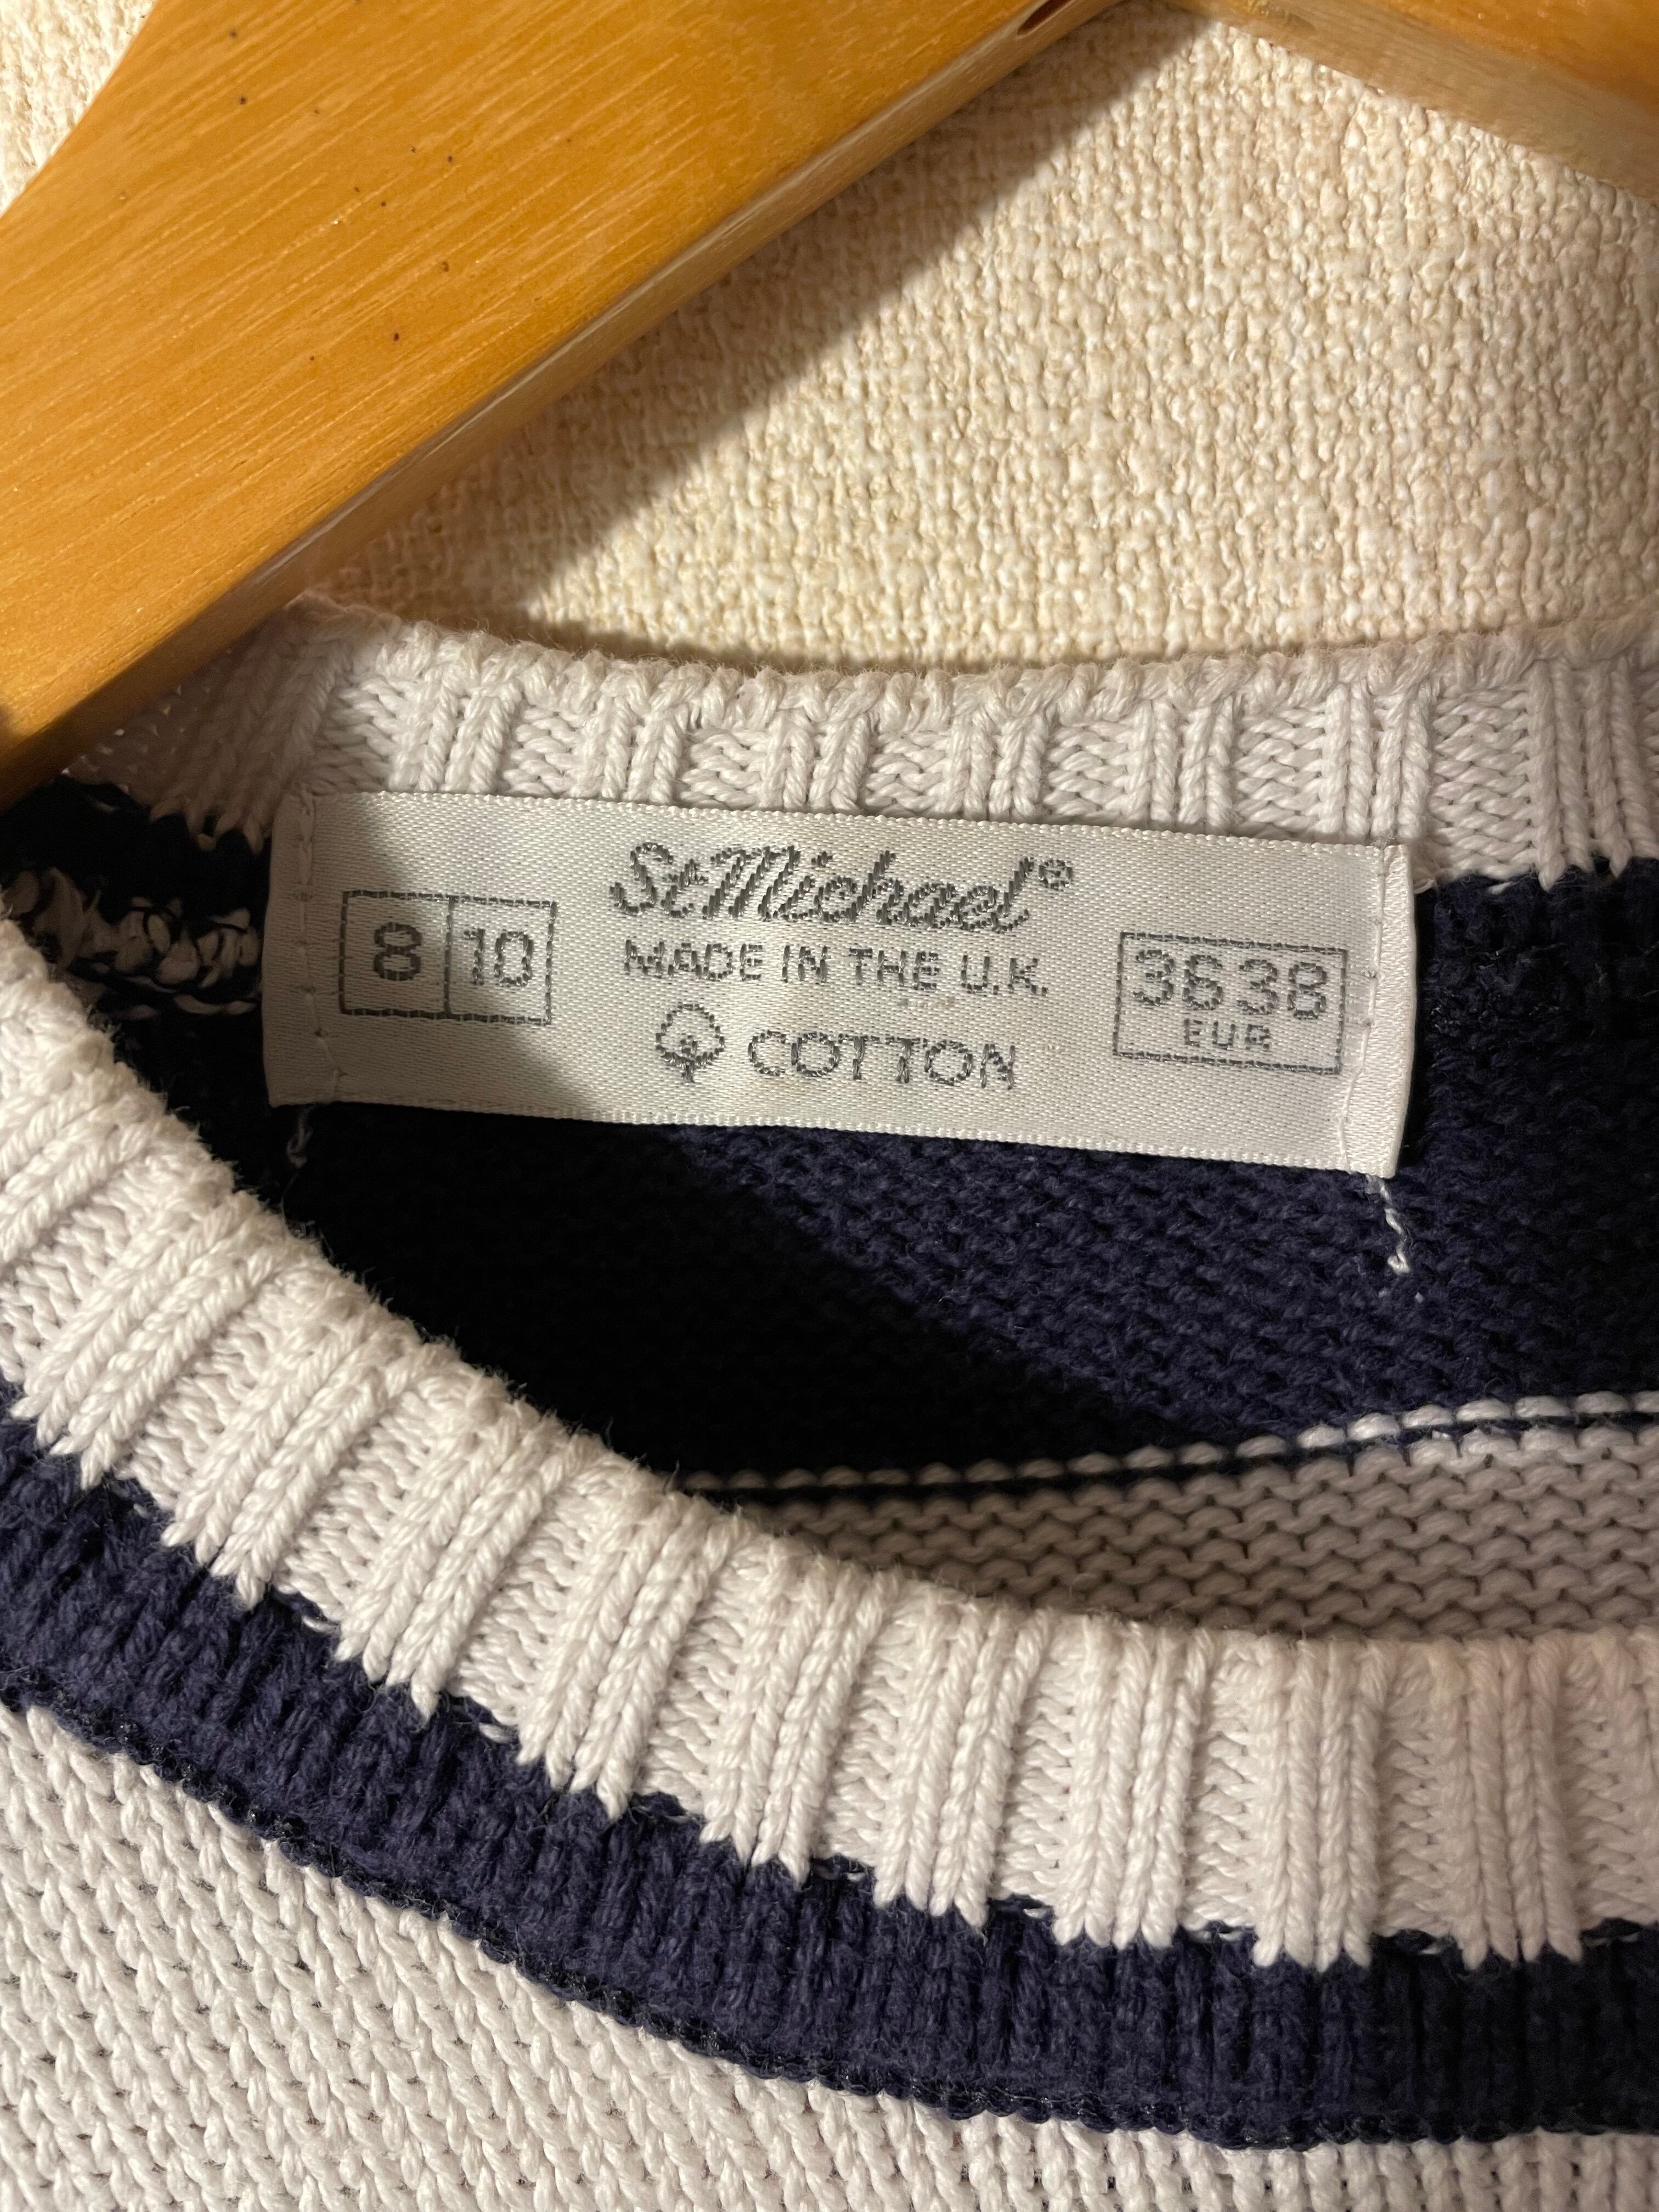 St Michael®
8 10
MADE IN THE U.K.
36 38
EUR
COTTON